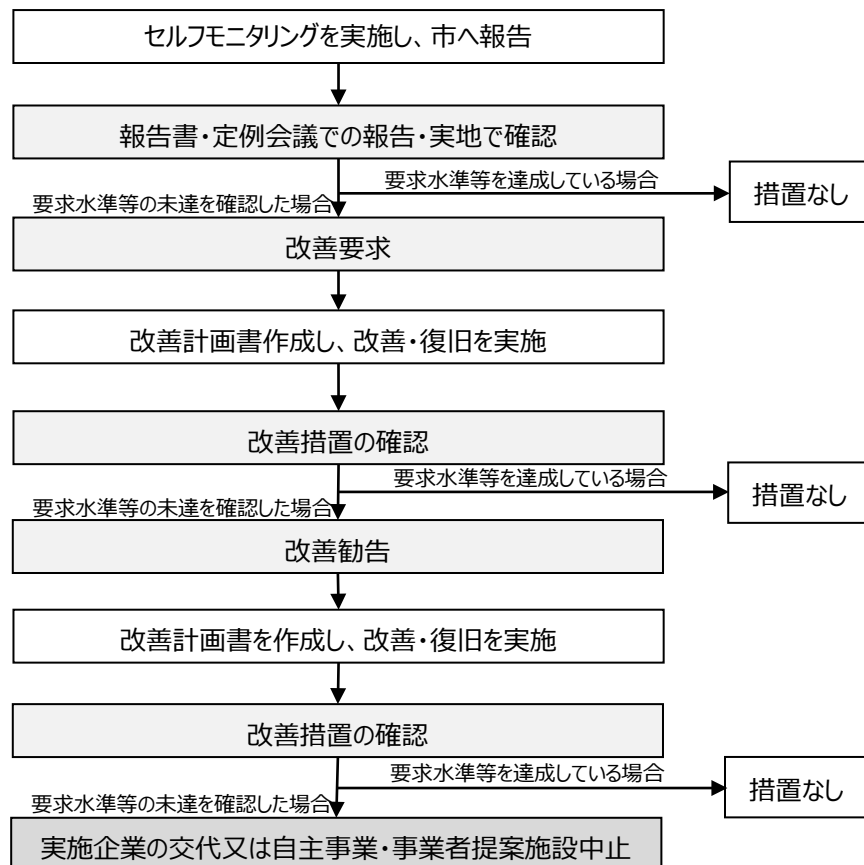 セルフモニタリングを実施し、市へ報告
報告書・定例会議での報告・実地で確認
要求水準等を達成している場合
措置なし
要求水準等の未達を確認した場合
改善要求
改善計画書作成し、改善・復旧を実施
改善措置の確認
要求水準等を達成している場合
措置なし
要求水準等の未達を確認した場合
改善勧告
改善計画書を作成し、改善・復旧を実施
改善措置の確認
要求水準等を達成している場合
措置なし
要求水準等の未達を確認した場合
実施企業の交代又は自主事業・事業者提案施設中止